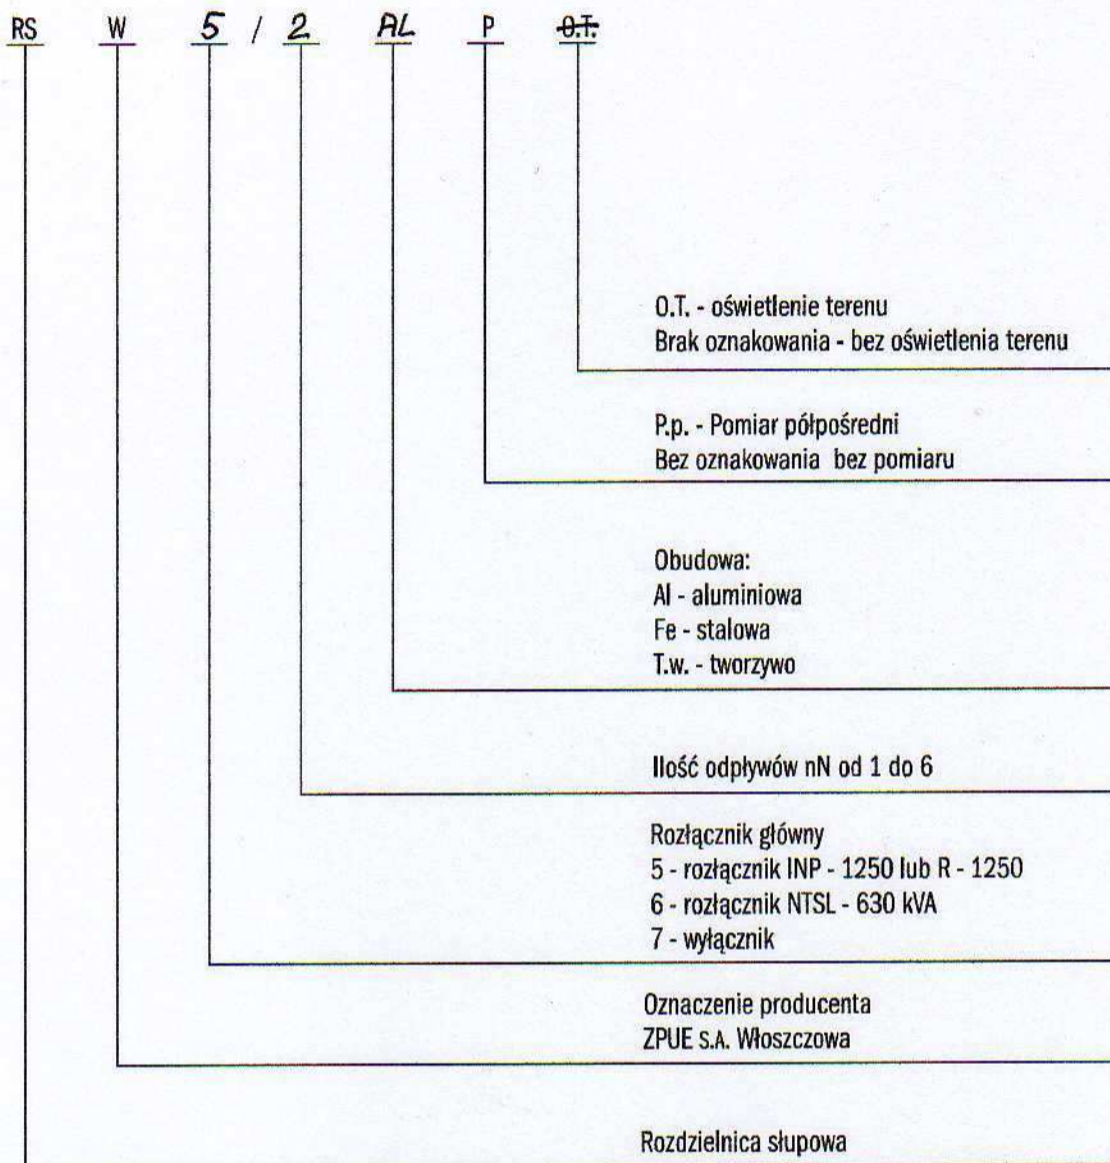 RS W 5 / 2 AL P O.T.
O.T. - oświetlenie terenu
Brak oznakowania - bez oświetlenia terenu
P.p. - Pomiar półpośredni
Bez oznakowania bez pomiaru
Obudowa:
Al - aluminiowa
Fe - stalowa
T.w. - tworzywo
Ilość odpływów nN od 1 do 6
Rozłącznik główny
5 - rozłącznik INP - 1250 lub R - 1250
6 - rozłącznik NTSL - 630 kVA
7 - wyłącznik
Oznaczenie producenta
ZPUE S.A. Włoszczowa
Rozdzielnica słupowa